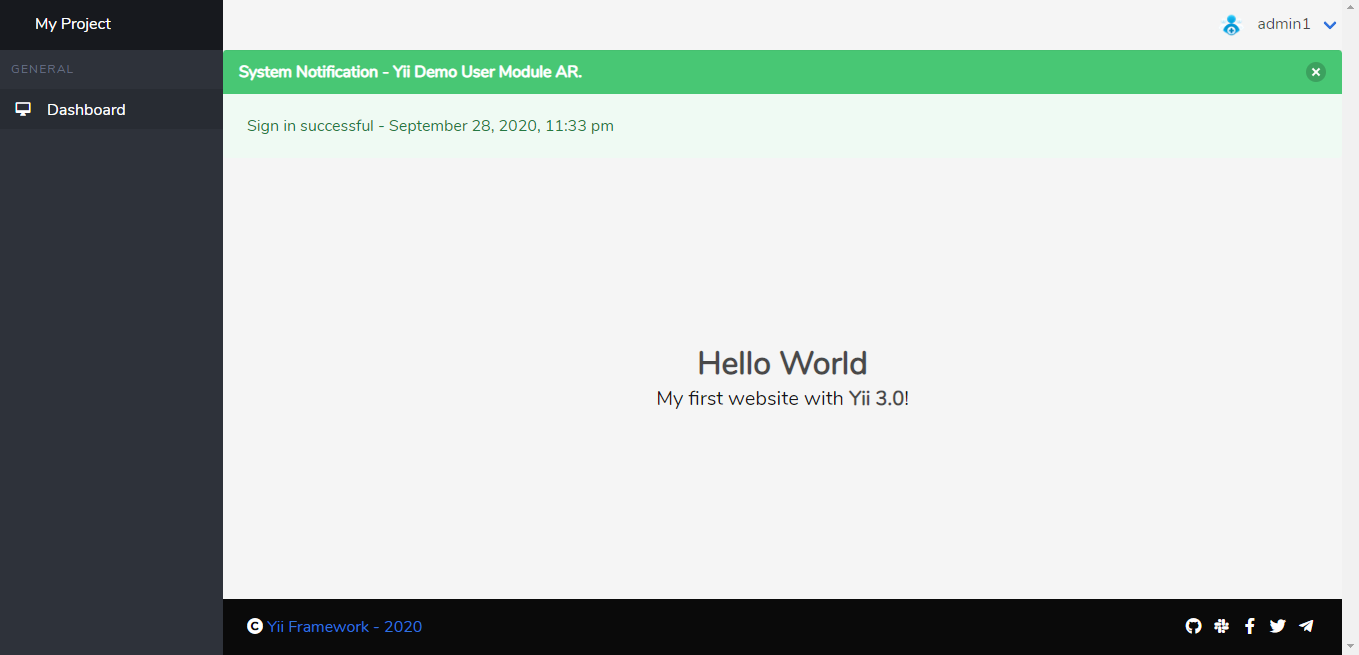 My Project
admin1
GENERAL
Dashboard
System Notification - Yii Demo User Module AR.
Sign in successful - September 28, 2020, 11:33 pm
Hello World
My first website with Yii 3.0!
Yii Framework - 2020